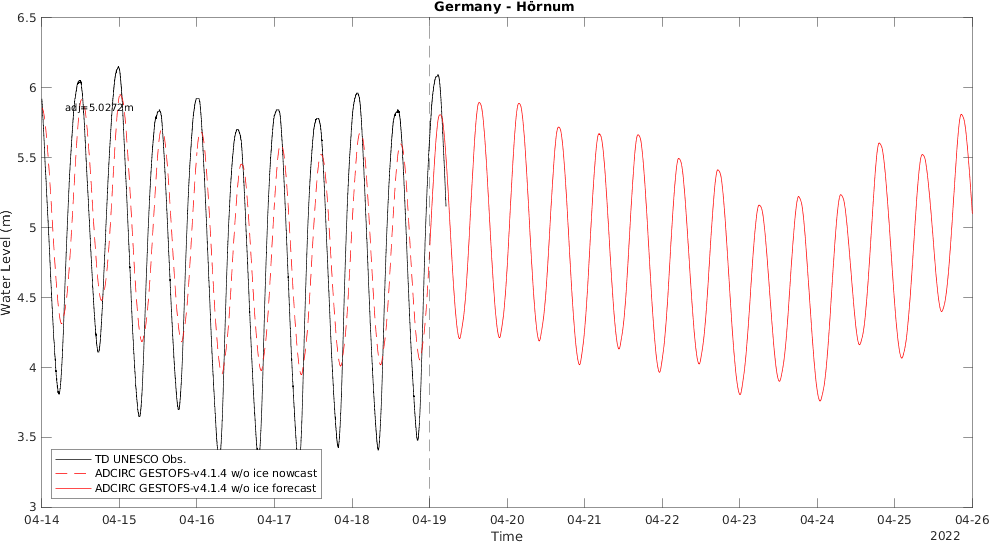 Germany - Hörnum
6.5
6
5.5
5
4.5
4
3.5
3
Water Level (m)
adj=5.0272m
TD UNESCO Obs.
ADCIRC GESTOFS-v4.1.4 w/o ice nowcast
ADCIRC GESTOFS-v4.1.4 w/o ice forecast
04-14 04-15 04-16 04-17 04-18 04-19 04-20 04-21 04-22 04-23 04-24 04-25 04-26
Time
2022